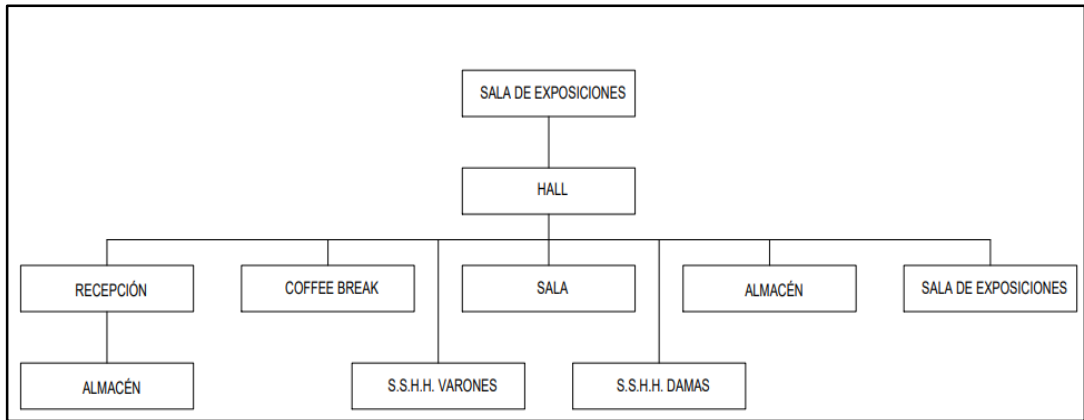 SALA DE EXPOSICIONES
HALL
RECEPCIÓN
COFFEE BREAK
SALA
ALMACÉN
SALA DE EXPOSICIONES
ALMACÉN
S.S.H.H. VARONES
S.S.H.H. DAMAS